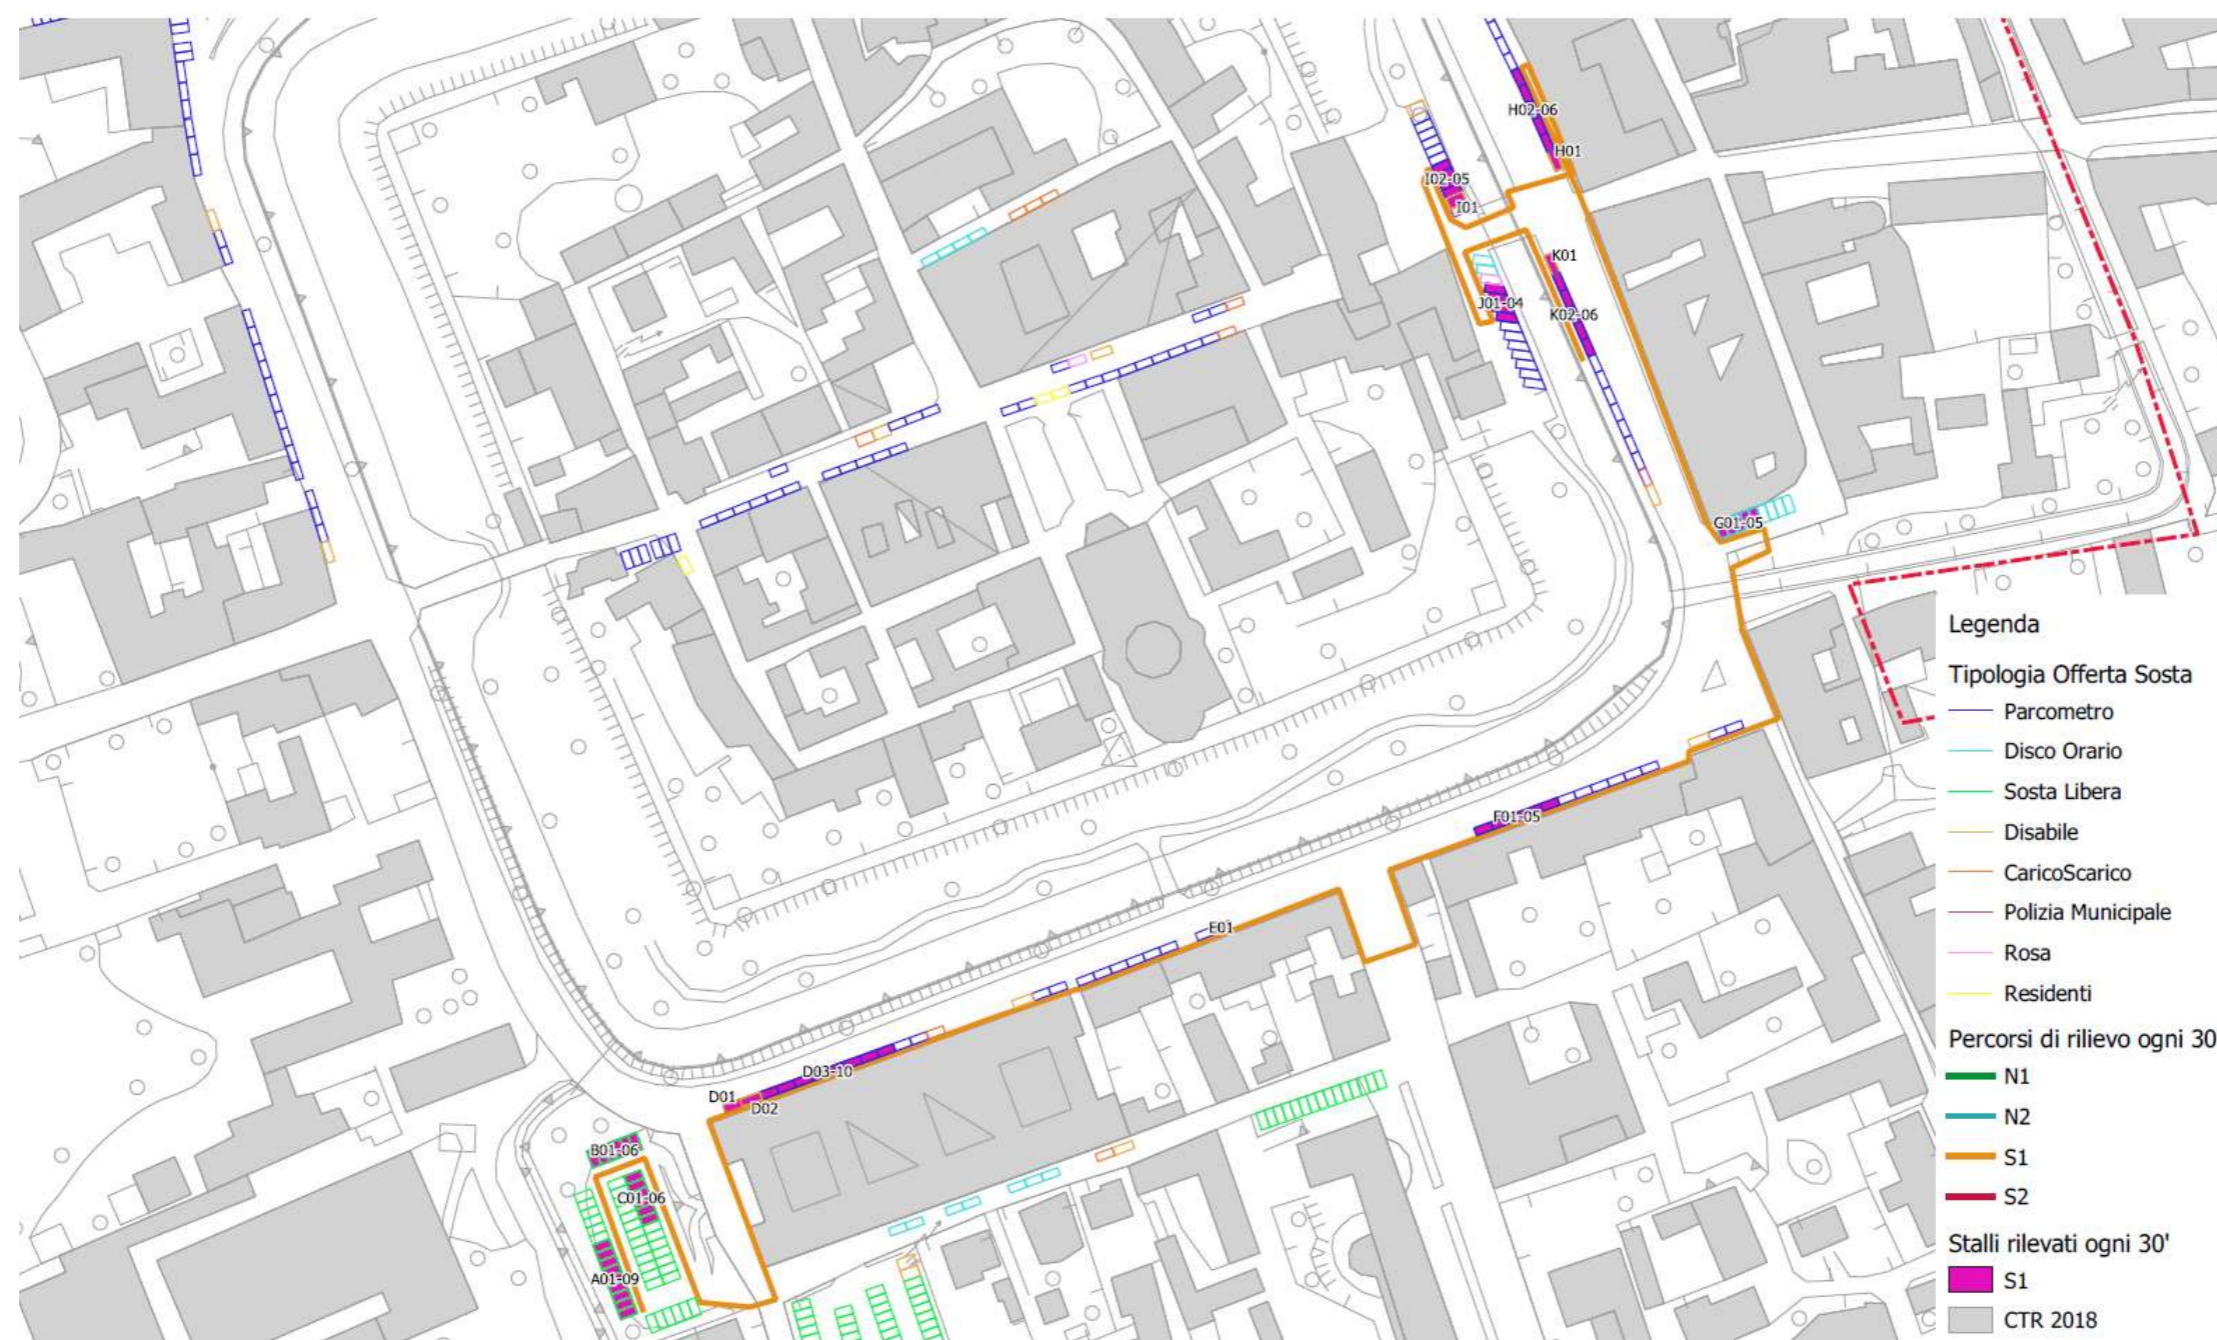 H02-06
H01
I02-05
I01
K01
J01-04
K02-06
G01-05
F01-05
E01
D03-10
D01
D02
B01-06
C01-06
A01-09
Legenda
Tipologia Offerta Sosta
Parcometro
Disco Orario
Sosta Libera
Disabile
CaricoScarico
Polizia Municipale
Rosa
Residenti
Percorsi di rilievo ogni 30
N1
N2
S1
S2
Stalli rilevati ogni 30'
S1
CTR 2018